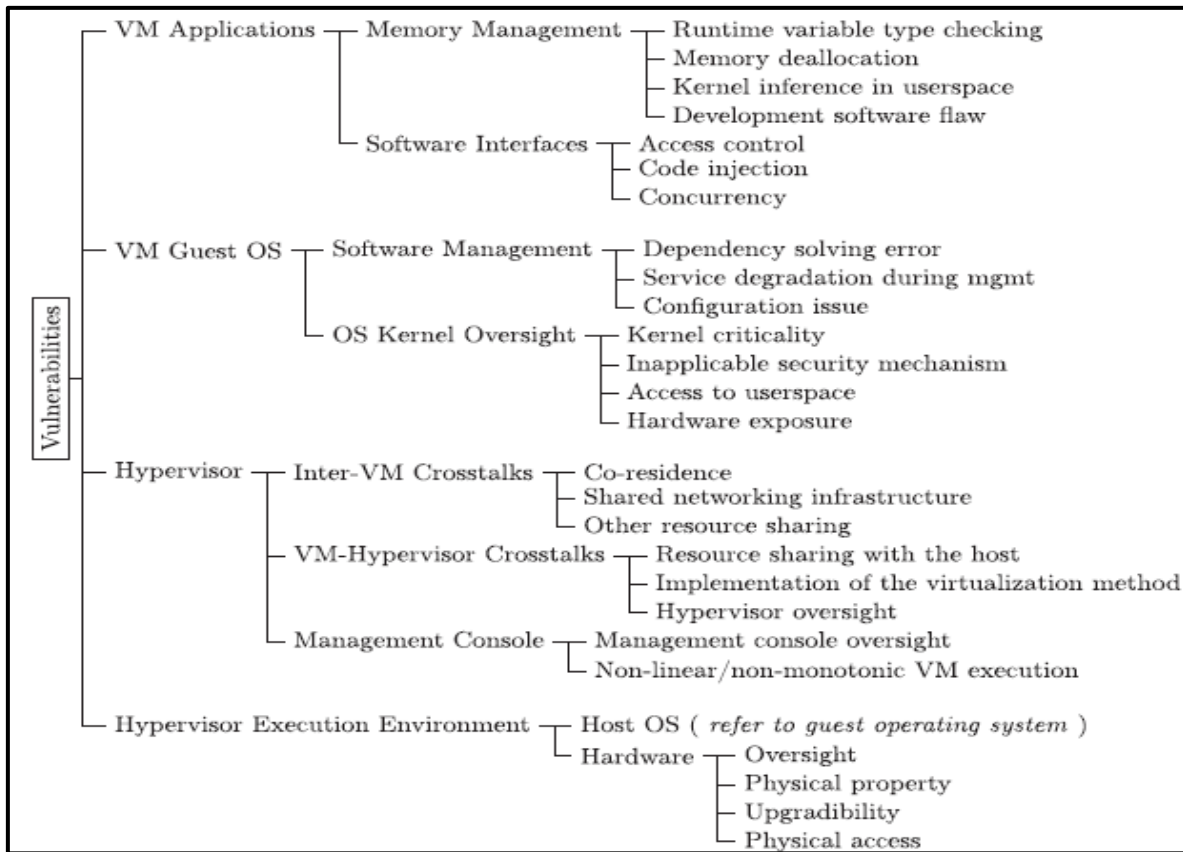 VM Applications Memory Management Runtime variable type checking
Memory deallocation
Kernel inference in userspace
Development software flaw
Software Interfaces Access control
Code injection
Concurrency
VM Guest OS Software Management Dependency solving error
Service degradation during mgmt
Configuration issue
OS Kernel Oversight Kernel criticality
Inapplicable security mechanism
Access to userspace
Hardware exposure
Vulnerabilities
Hypervisor Inter-VM Crosstalks Co-residence
Shared networking infrastructure
Other resource sharing
VM-Hypervisor Crosstalks Resource sharing with the host
Implementation of the virtualization method
Hypervisor oversight
Management Console Management console oversight
Non-linear/non-monotonic VM execution
Hypervisor Execution Environment Host OS ( refer to guest operating system )
Hardware Oversight
Physical property
Upgradibility
Physical access